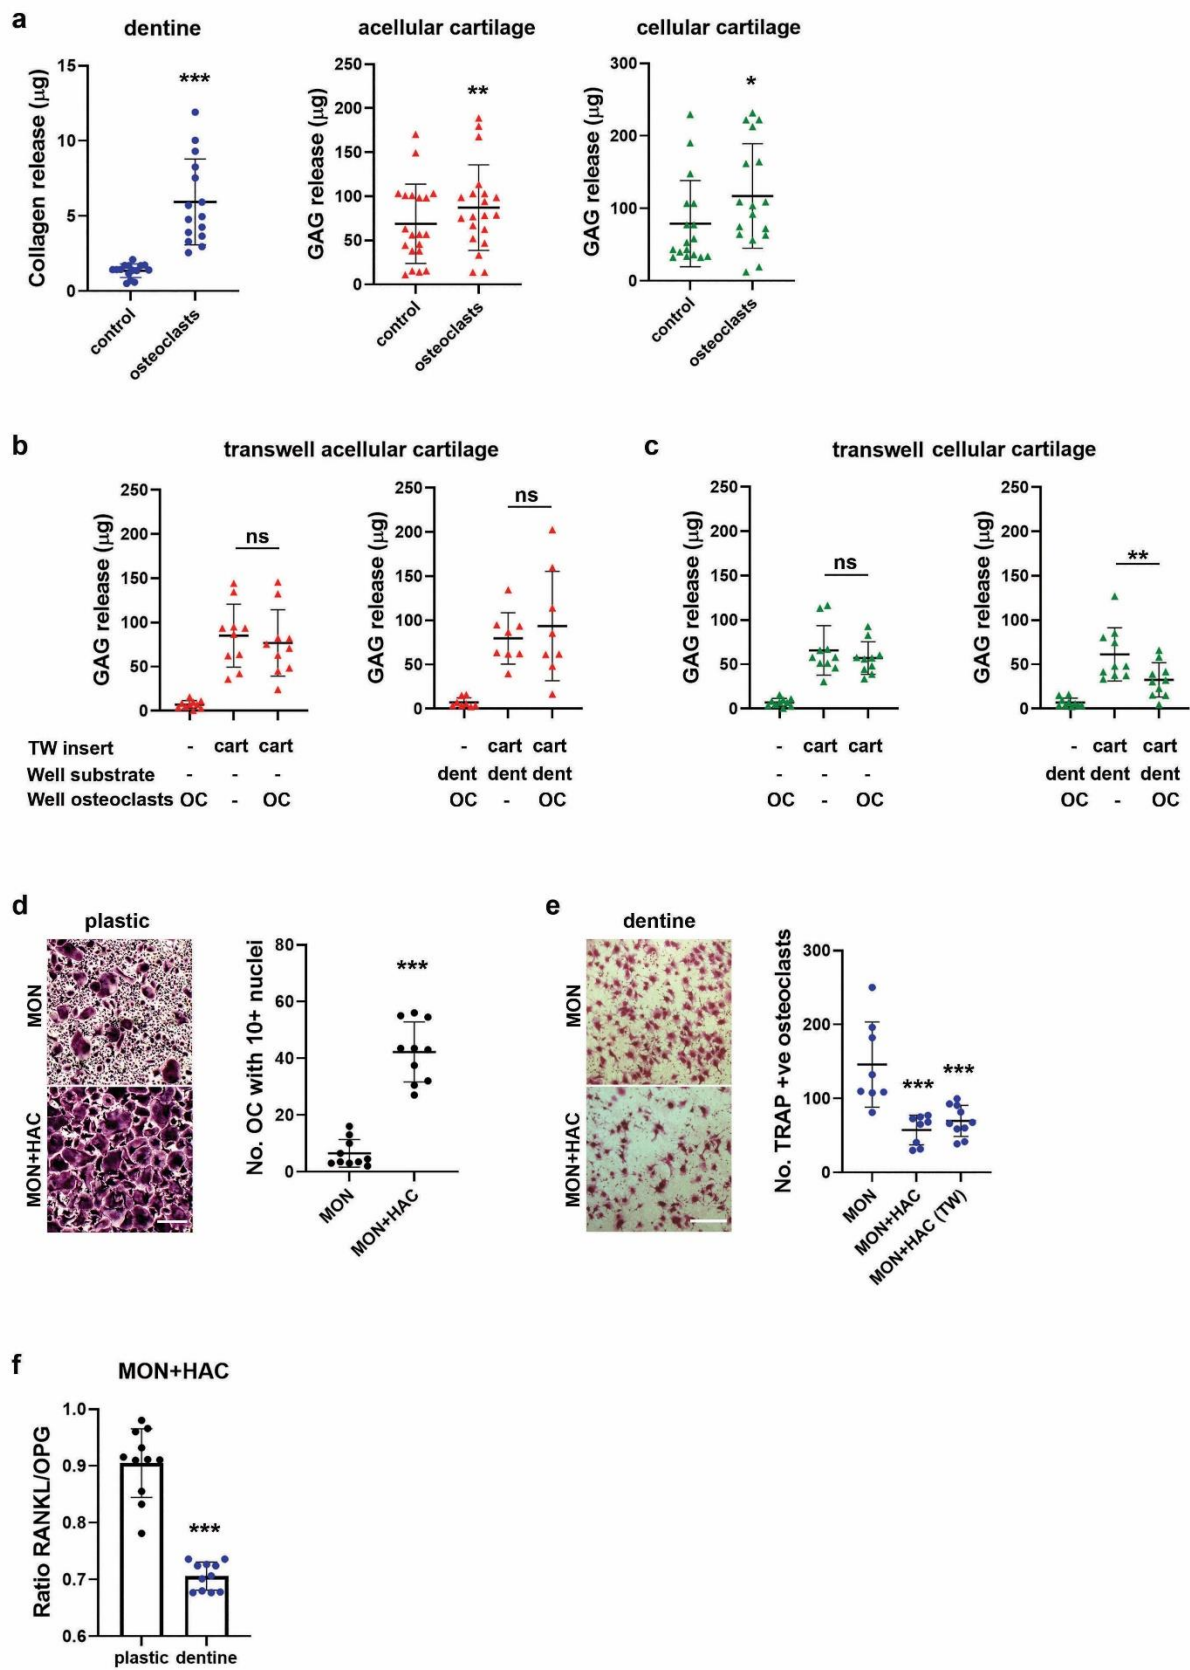 a
dentine
acellular cartilage
cellular cartilage
Collagen release (μg)
15
10
5
0
***
control
osteoclasts
GAG release (μg)
250
200
150
100
50
0
**
control
osteoclasts
GAG release (μg)
300
200
100
0
*
control
osteoclasts
b
transwell acellular cartilage
GAG release (μg)
250
200
150
100
50
0
ns
GAG release (μg)
250
200
150
100
50
0
ns
TW insert - cart cart - cart cart
Well substrate - - - dent dent dent
Well osteoclasts OC - OC OC - OC
c
transwell cellular cartilage
GAG release (μg)
250
200
150
100
50
0
ns
GAG release (μg)
250
200
150
100
50
0
**
- cart cart - cart cart
- - - dent dent dent
OC - OC OC - OC
d
plastic
MON
MON+HAC
No. OC with 10+ nuclei
80
60
40
20
0
***
MON
MON+HAC
e
dentine
MON
MON+HAC
No. TRAP +ve osteoclasts
300
200
100
0
***
***
MON
MON+HAC
MON+HAC (TW)
f
MON+HAC
Ratio RANKL/OPG
1.0
0.9
0.8
0.7
0.6
***
plastic dentine